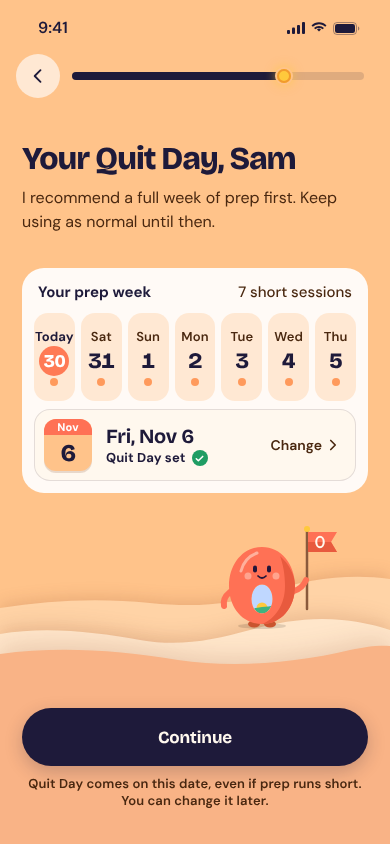 9:41
Your Quit Day, Sam
I recommend a full week of prep first. Keep
using as normal until then.
Your prep week 7 short sessions
Today Sat Sun Mon Tue Wed Thu
30 31 1 2 3 4 5
Nov
6
Fri, Nov 6
Quit Day set
Change
0
Continue
Quit Day comes on this date, even if prep runs short.
You can change it later.